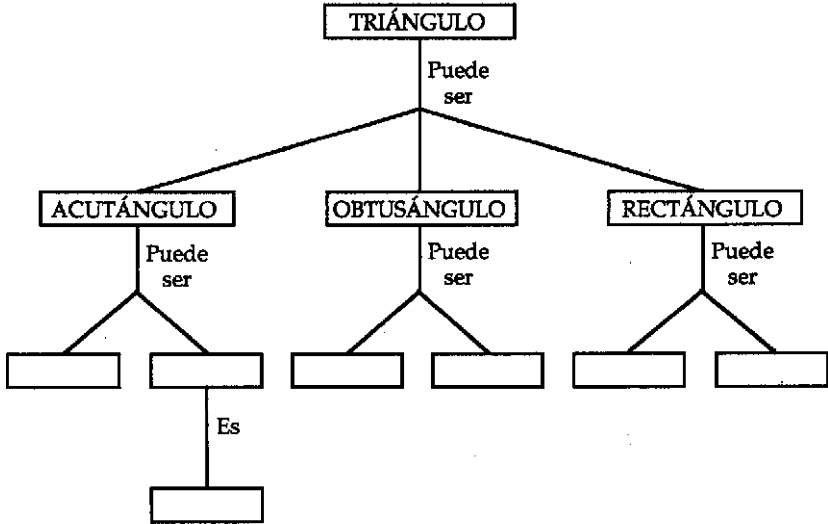 TRIÁNGULO
Puede
ser
ACUTÁNGULO
OBTUSÁNGULO
RECTÁNGULO
Puede
ser
Puede
ser
Puede
ser
Es